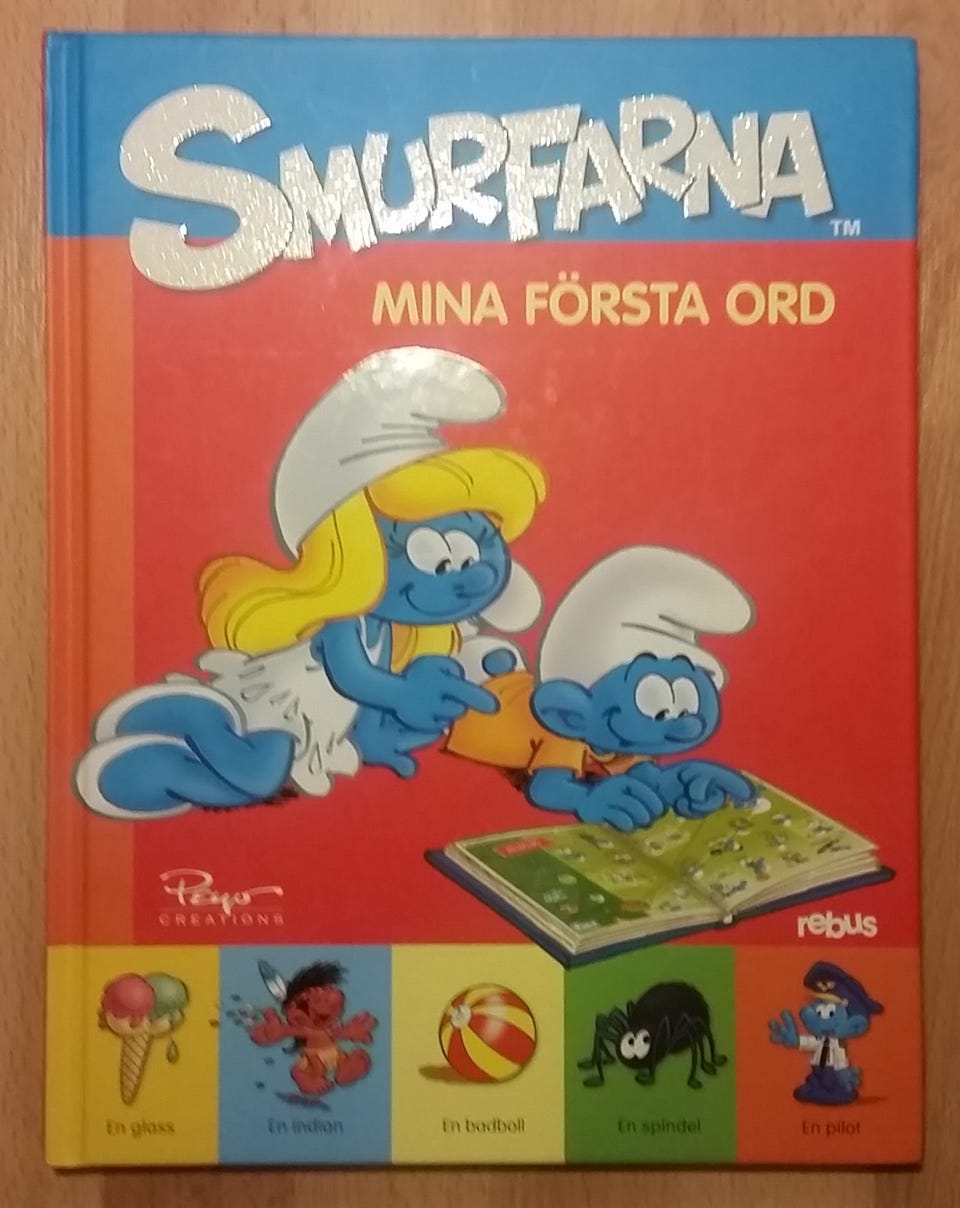 SMURFARNA
TM
MINA FÖRSTA ORD
Peyo
CREATIONS
rebus
En glass
En indian
En badboll
En spindel
En pilot